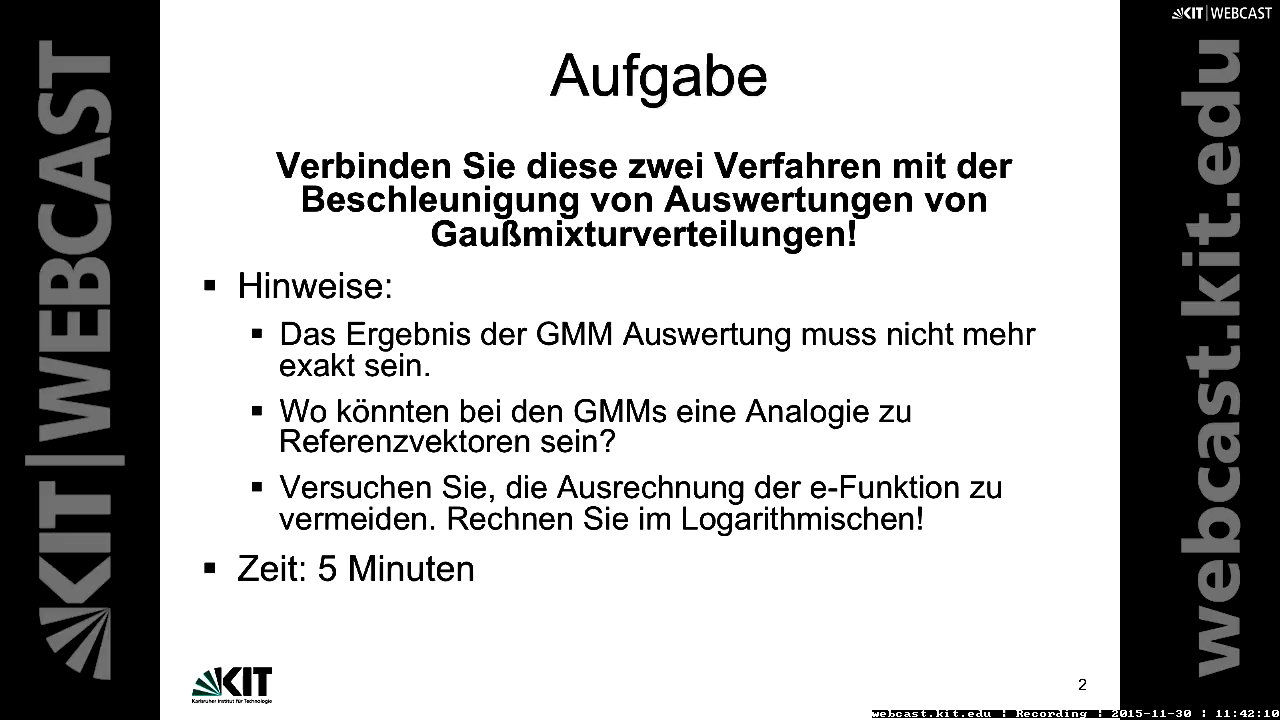 KIT | WEBCAST
Aufgabe
Verbinden Sie diese zwei Verfahren mit der
Beschleunigung von Auswertungen von
Gaußmixturverteilungen!
Hinweise:
Das Ergebnis der GMM Auswertung muss nicht mehr
exakt sein.
Wo könnten bei den GMMs eine Analogie zu
Referenzvektoren sein?
Versuchen Sie, die Ausrechnung der e-Funktion zu
vermeiden. Rechnen Sie im Logarithmischen!
Zeit: 5 Minuten
KIT
Karlsruher Institut für Technologie
2
KIT|WEBCAST
webcast.kit.edu
webcast.kit.edu | Recording | 2015-11-30 | 11:42:10